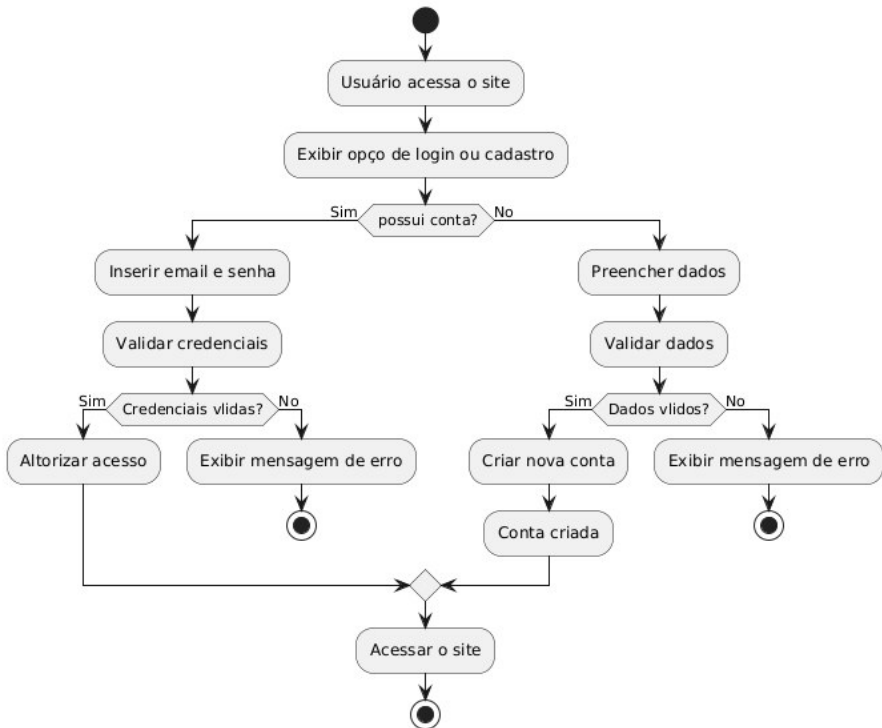 Usuário acessa o site
Exibir opço de login ou cadastro
Sim
possui conta?
No
Inserir email e senha
Preencher dados
Validar credenciais
Validar dados
Sim
Credenciais vlidas?
No
Sim
Dados vlidos?
No
Altorizar acesso
Exibir mensagem de erro
Criar nova conta
Exibir mensagem de erro
Conta criada
Acessar o site